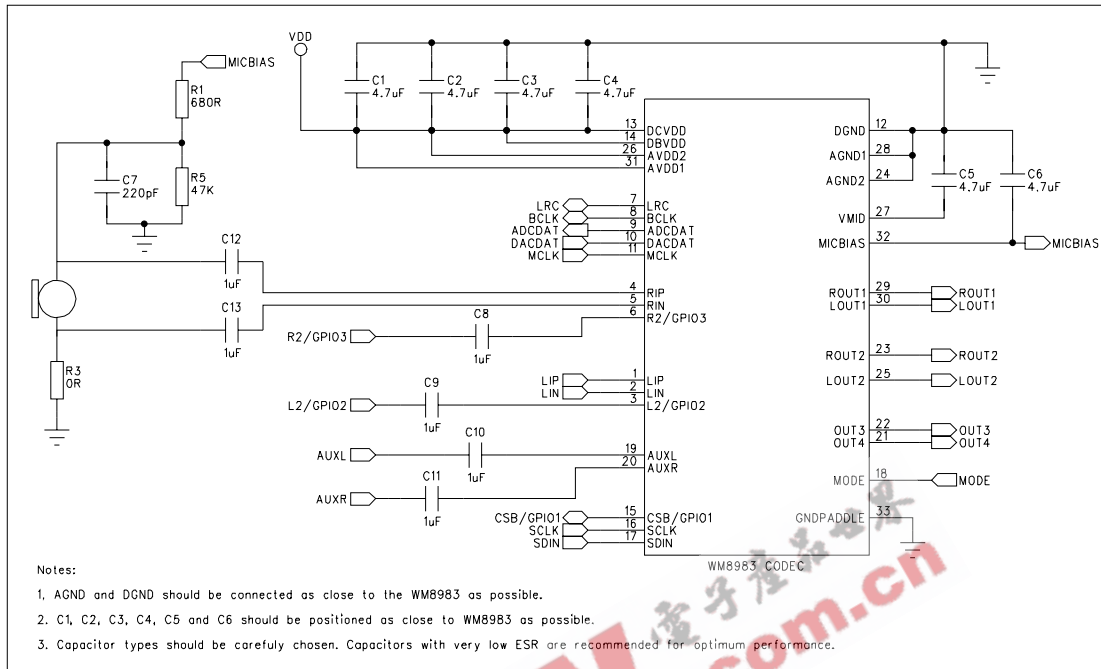 VDD
MICBIAS
R1
680R
C1
4.7uF
C2
4.7uF
C3
4.7uF
C4
4.7uF
C7
220pF
R5
47K
13
DCVDD
14
DBVDD
26
AVDD2
31
AVDD1
DGND
12
AGND1
28
AGND2
24
C5
4.7uF
C6
4.7uF
VMID
27
MICBIAS
32
MICBIAS
LRC
7
LRC
BCLK
8
BCLK
ADCDAT
9
ADCDAT
DACDAT
10
DACDAT
MCLK
11
MCLK
C12
1uF
C13
1uF
4
RIP
5
RIN
6
R2/GPIO3
ROUT1
29
ROUT1
LOUT1
30
LOUT1
R2/GPIO3
C8
1uF
ROUT2
23
ROUT2
LOUT2
25
LOUT2
R3
0R
LIP
1
LIP
LIN
2
LIN
L2/GPIO2
C9
1uF
3
L2/GPIO2
OUT3
22
OUT3
OUT4
21
OUT4
AUXL
C10
1uF
19
AUXL
20
AUXR
AUXR
C11
1uF
MODE
18
MODE
CSB/GPIO1
15
CSB/GPIO1
SCLK
16
SCLK
SDIN
17
SDIN
GNDPADDLE
33
WM8983 CODEC
Notes:
1, AGND and DGND should be connected as close to the WM8983 as possible.
2. C1, C2, C3, C4, C5 and C6 should be positioned as close to WM8983 as possible.
3. Capacitor types should be carefuly chosen. Capacitors with very low ESR are recommended for optimum performance.
電子產品世界
.com.cn